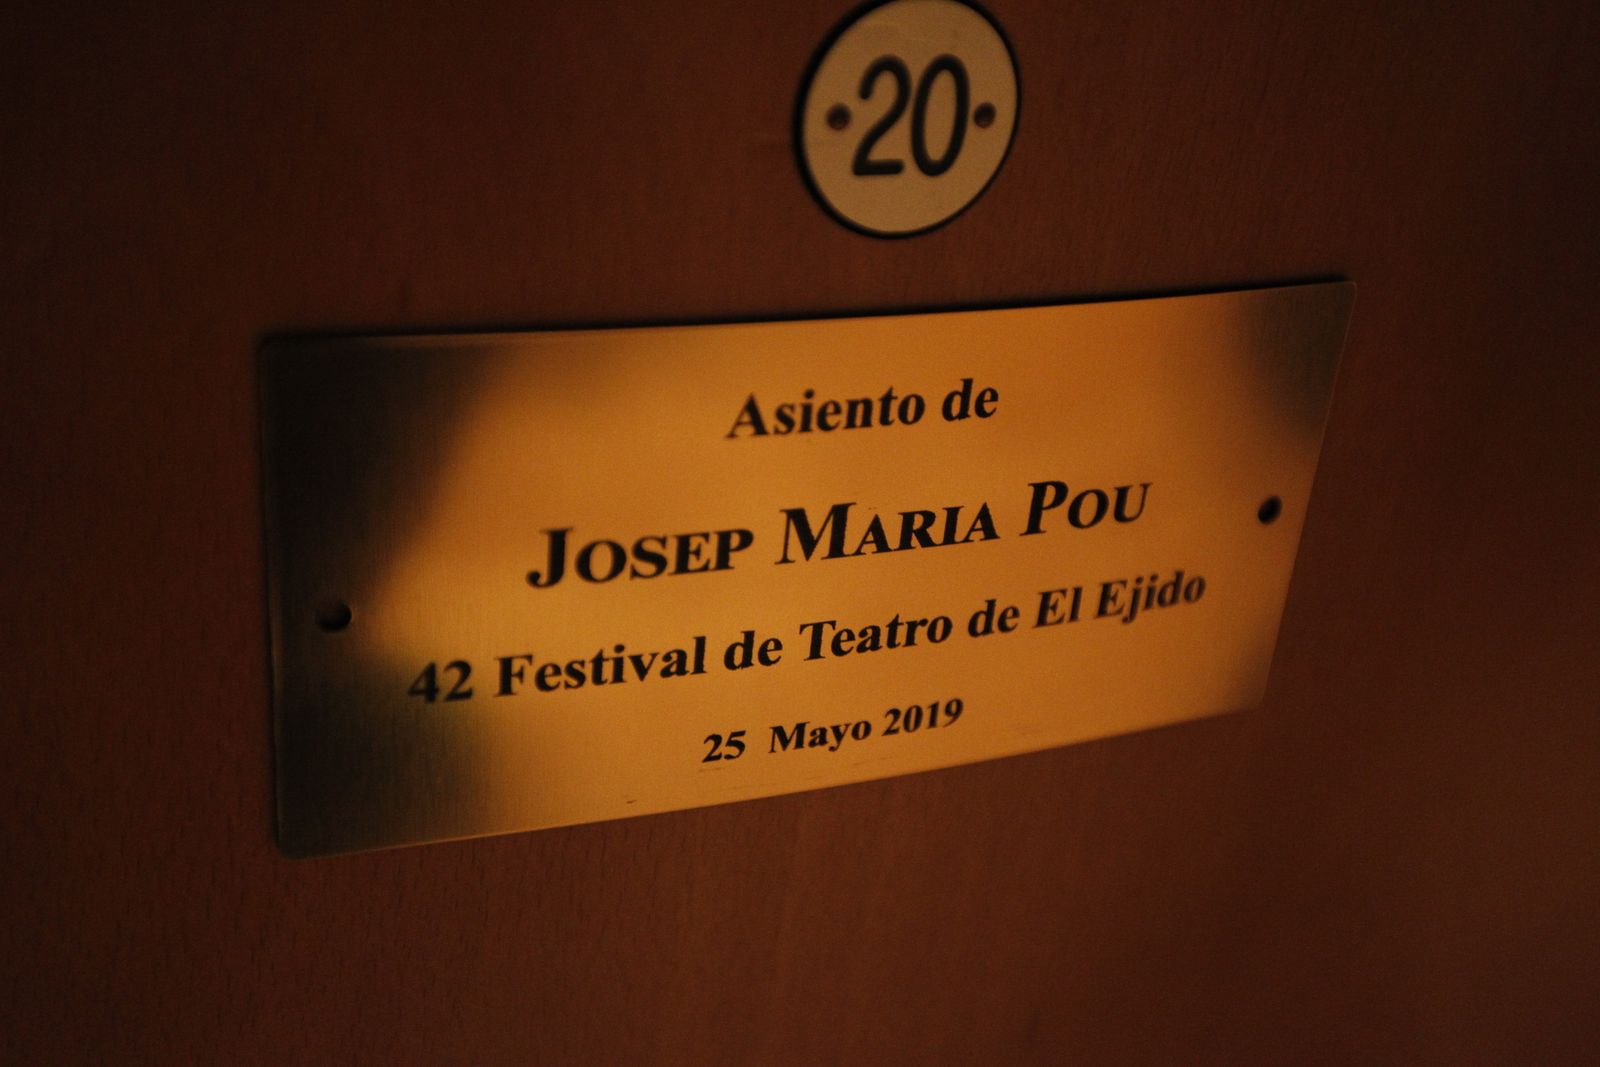 20
Asiento de
Josep Maria Pou
42 Festival de Teatro de El Ejido
25 Mayo 2019